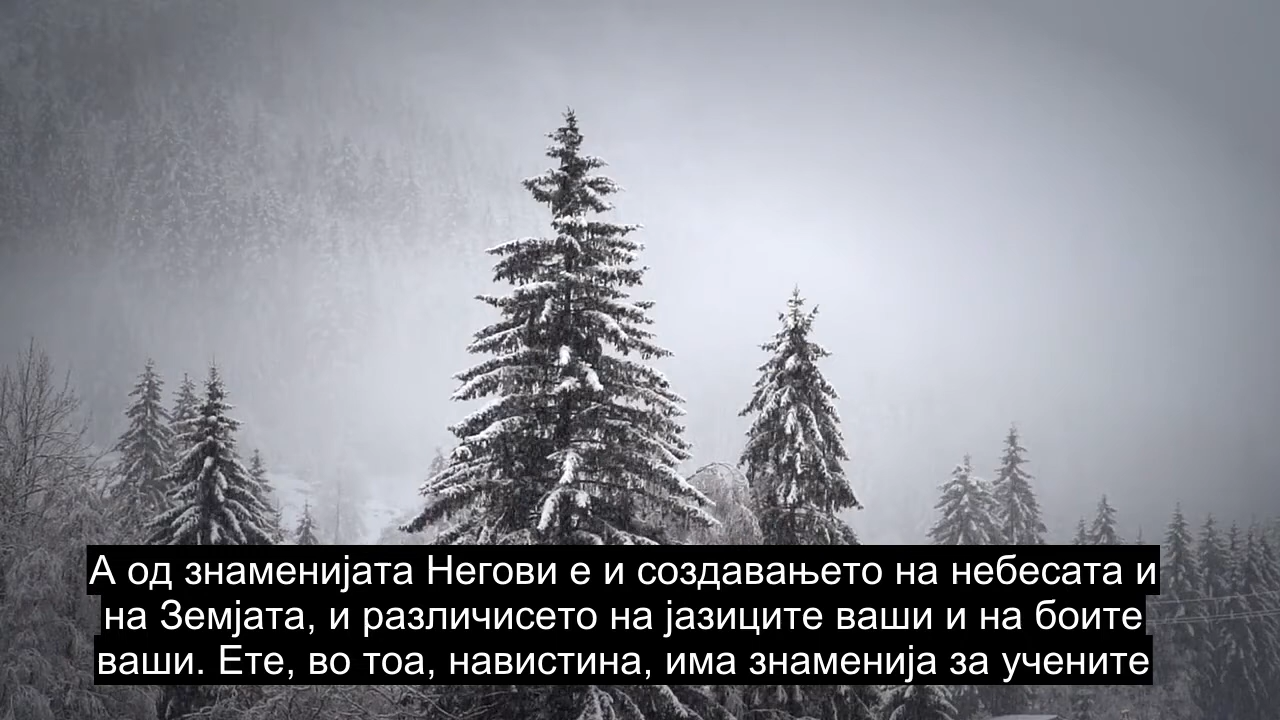 А од знаменијата Негови е и создавањето на небесата и
на Земјата, и различисето на јазиците ваши и на боите
ваши. Ете, во тоа, навистина, има знаменија за учените